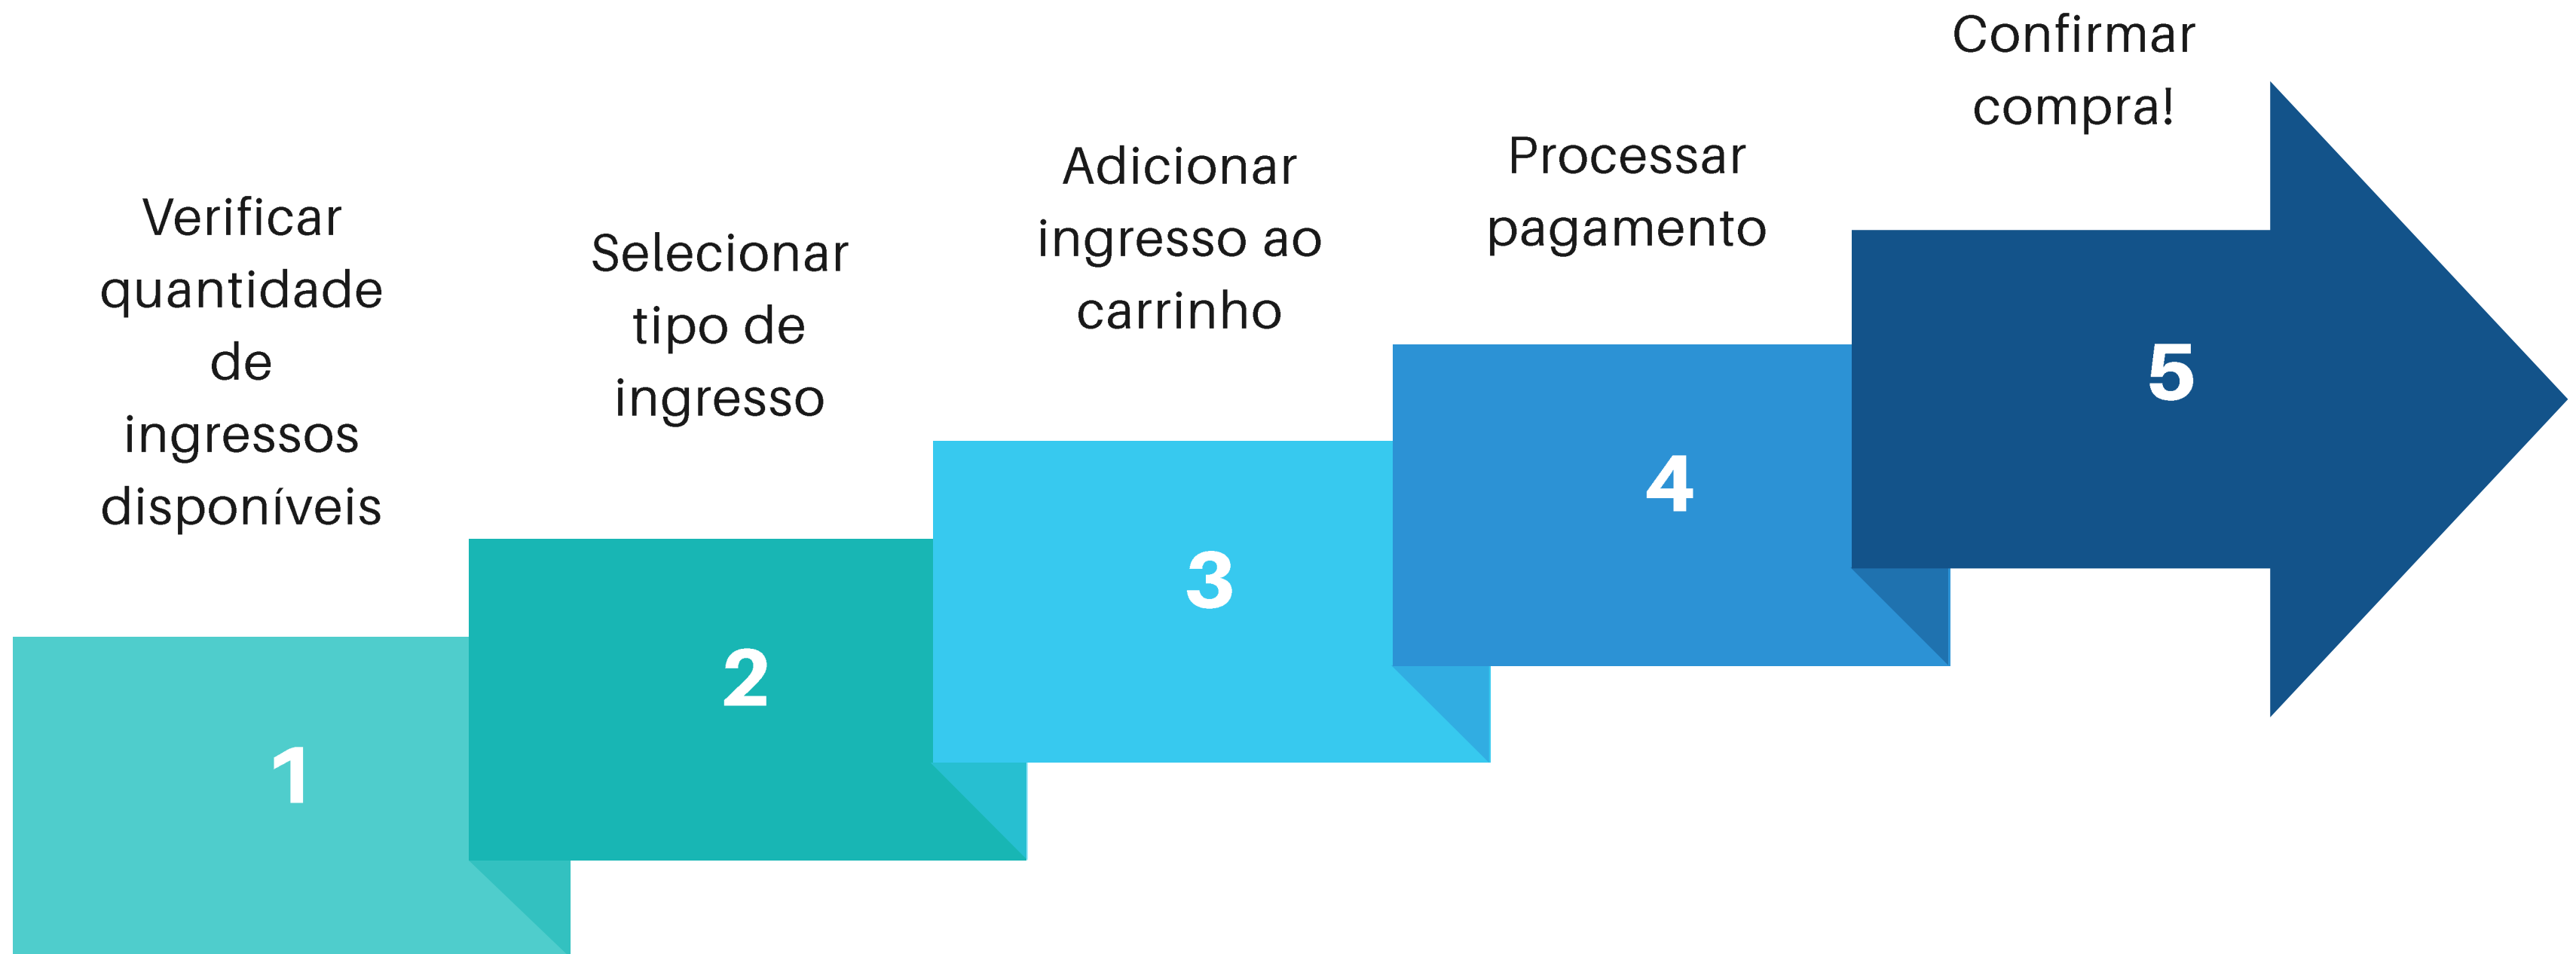 Verificar
quantidade
de
ingressos
disponíveis
1
Selecionar
tipo de
ingresso
2
Adicionar
ingresso ao
carrinho
3
Processar
pagamento
4
Confirmar
compra!
5